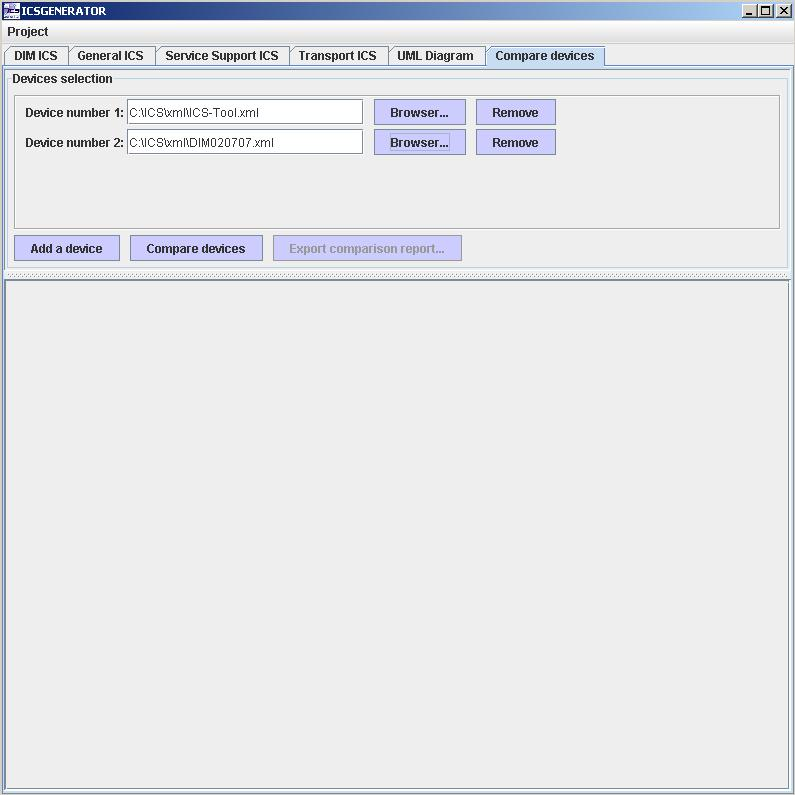 ICSGENERATOR
Project
DIM ICS General ICS Service Support ICS Transport ICS UML Diagram Compare devices
Devices selection
Device number 1: C:\ICS\xml\ICS-Tool.xml Browser... Remove
Device number 2: C:\ICS\xml\DIM020707.xml Browser... Remove
Add a device Compare devices Export comparison report...